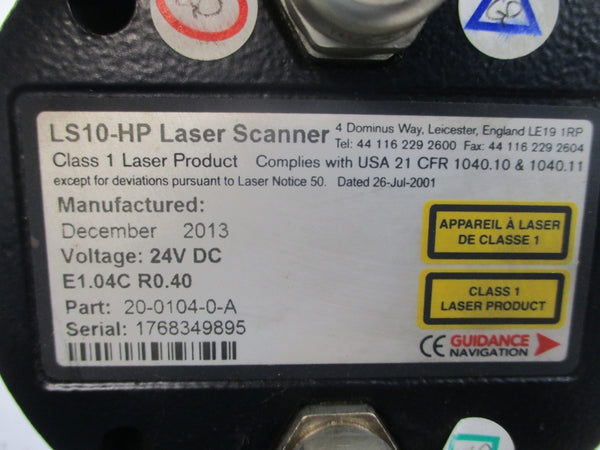 GP
GP
LS10-HP Laser Scanner
4 Dominus Way, Leicester, England LE19 1RP
Tel: 44 116 229 2600 Fax: 44 116 229 2604
Class 1 Laser Product Complies with USA 21 CFR 1040.10 & 1040.11
except for deviations pursuant to Laser Notice 50. Dated 26-Jul-2001
Manufactured:
December 2013
Voltage: 24V DC
E1.04C R0.40
Part: 20-0104-0-A
Serial: 1768349895
APPAREIL À LASER
DE CLASSE 1
CLASS 1
LASER PRODUCT
CE GUIDANCE
NAVIGATION